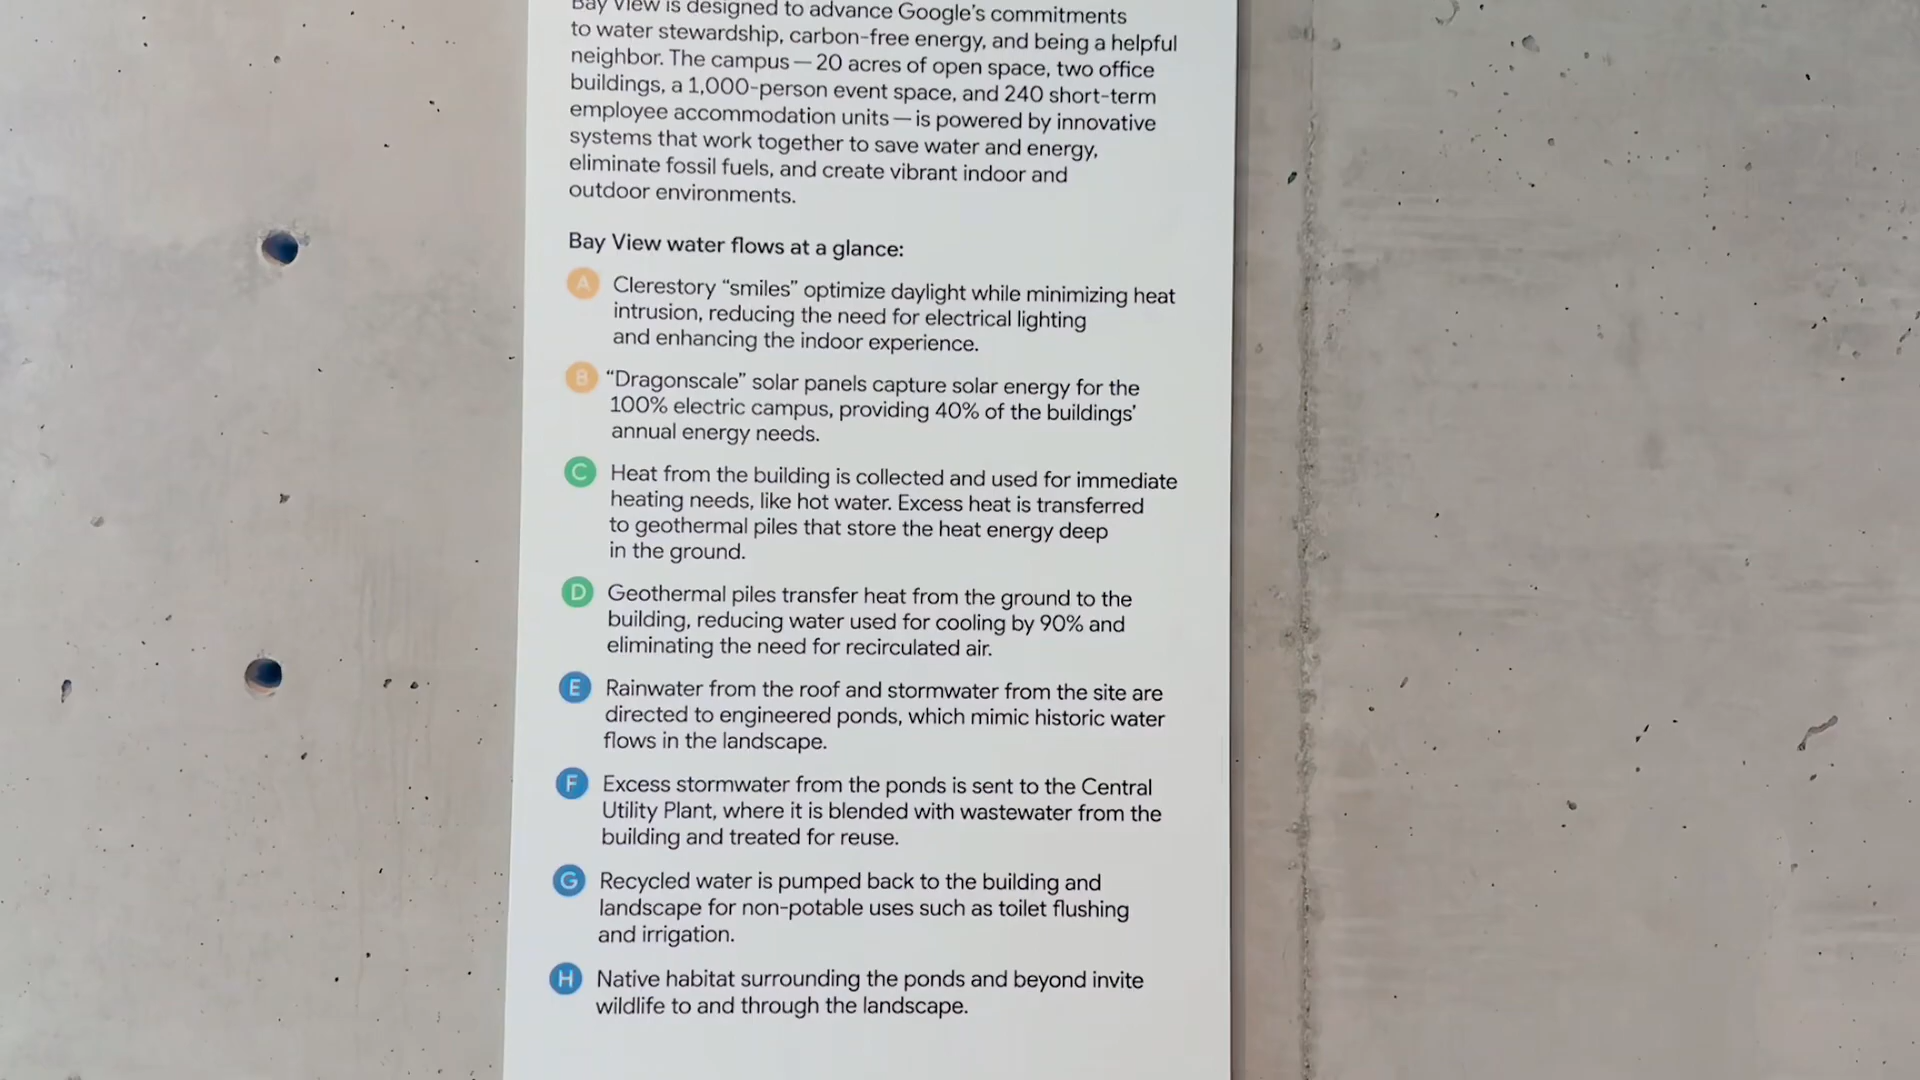 Bay View is designed to advance Google's commitments
to water stewardship, carbon-free energy, and being a helpful
neighbor. The campus — 20 acres of open space, two office
buildings, a 1,000-person event space, and 240 short-term
employee accommodation units — is powered by innovative
systems that work together to save water and energy,
eliminate fossil fuels, and create vibrant indoor and
outdoor environments.
Bay View water flows at a glance:
A Clerestory “smiles” optimize daylight while minimizing heat
intrusion, reducing the need for electrical lighting
and enhancing the indoor experience.
B “Dragonscale” solar panels capture solar energy for the
100% electric campus, providing 40% of the buildings’
annual energy needs.
C Heat from the building is collected and used for immediate
heating needs, like hot water. Excess heat is transferred
to geothermal piles that store the heat energy deep
in the ground.
D Geothermal piles transfer heat from the ground to the
building, reducing water used for cooling by 90% and
eliminating the need for recirculated air.
E Rainwater from the roof and stormwater from the site are
directed to engineered ponds, which mimic historic water
flows in the landscape.
F Excess stormwater from the ponds is sent to the Central
Utility Plant, where it is blended with wastewater from the
building and treated for reuse.
G Recycled water is pumped back to the building and
landscape for non-potable uses such as toilet flushing
and irrigation.
H Native habitat surrounding the ponds and beyond invite
wildlife to and through the landscape.